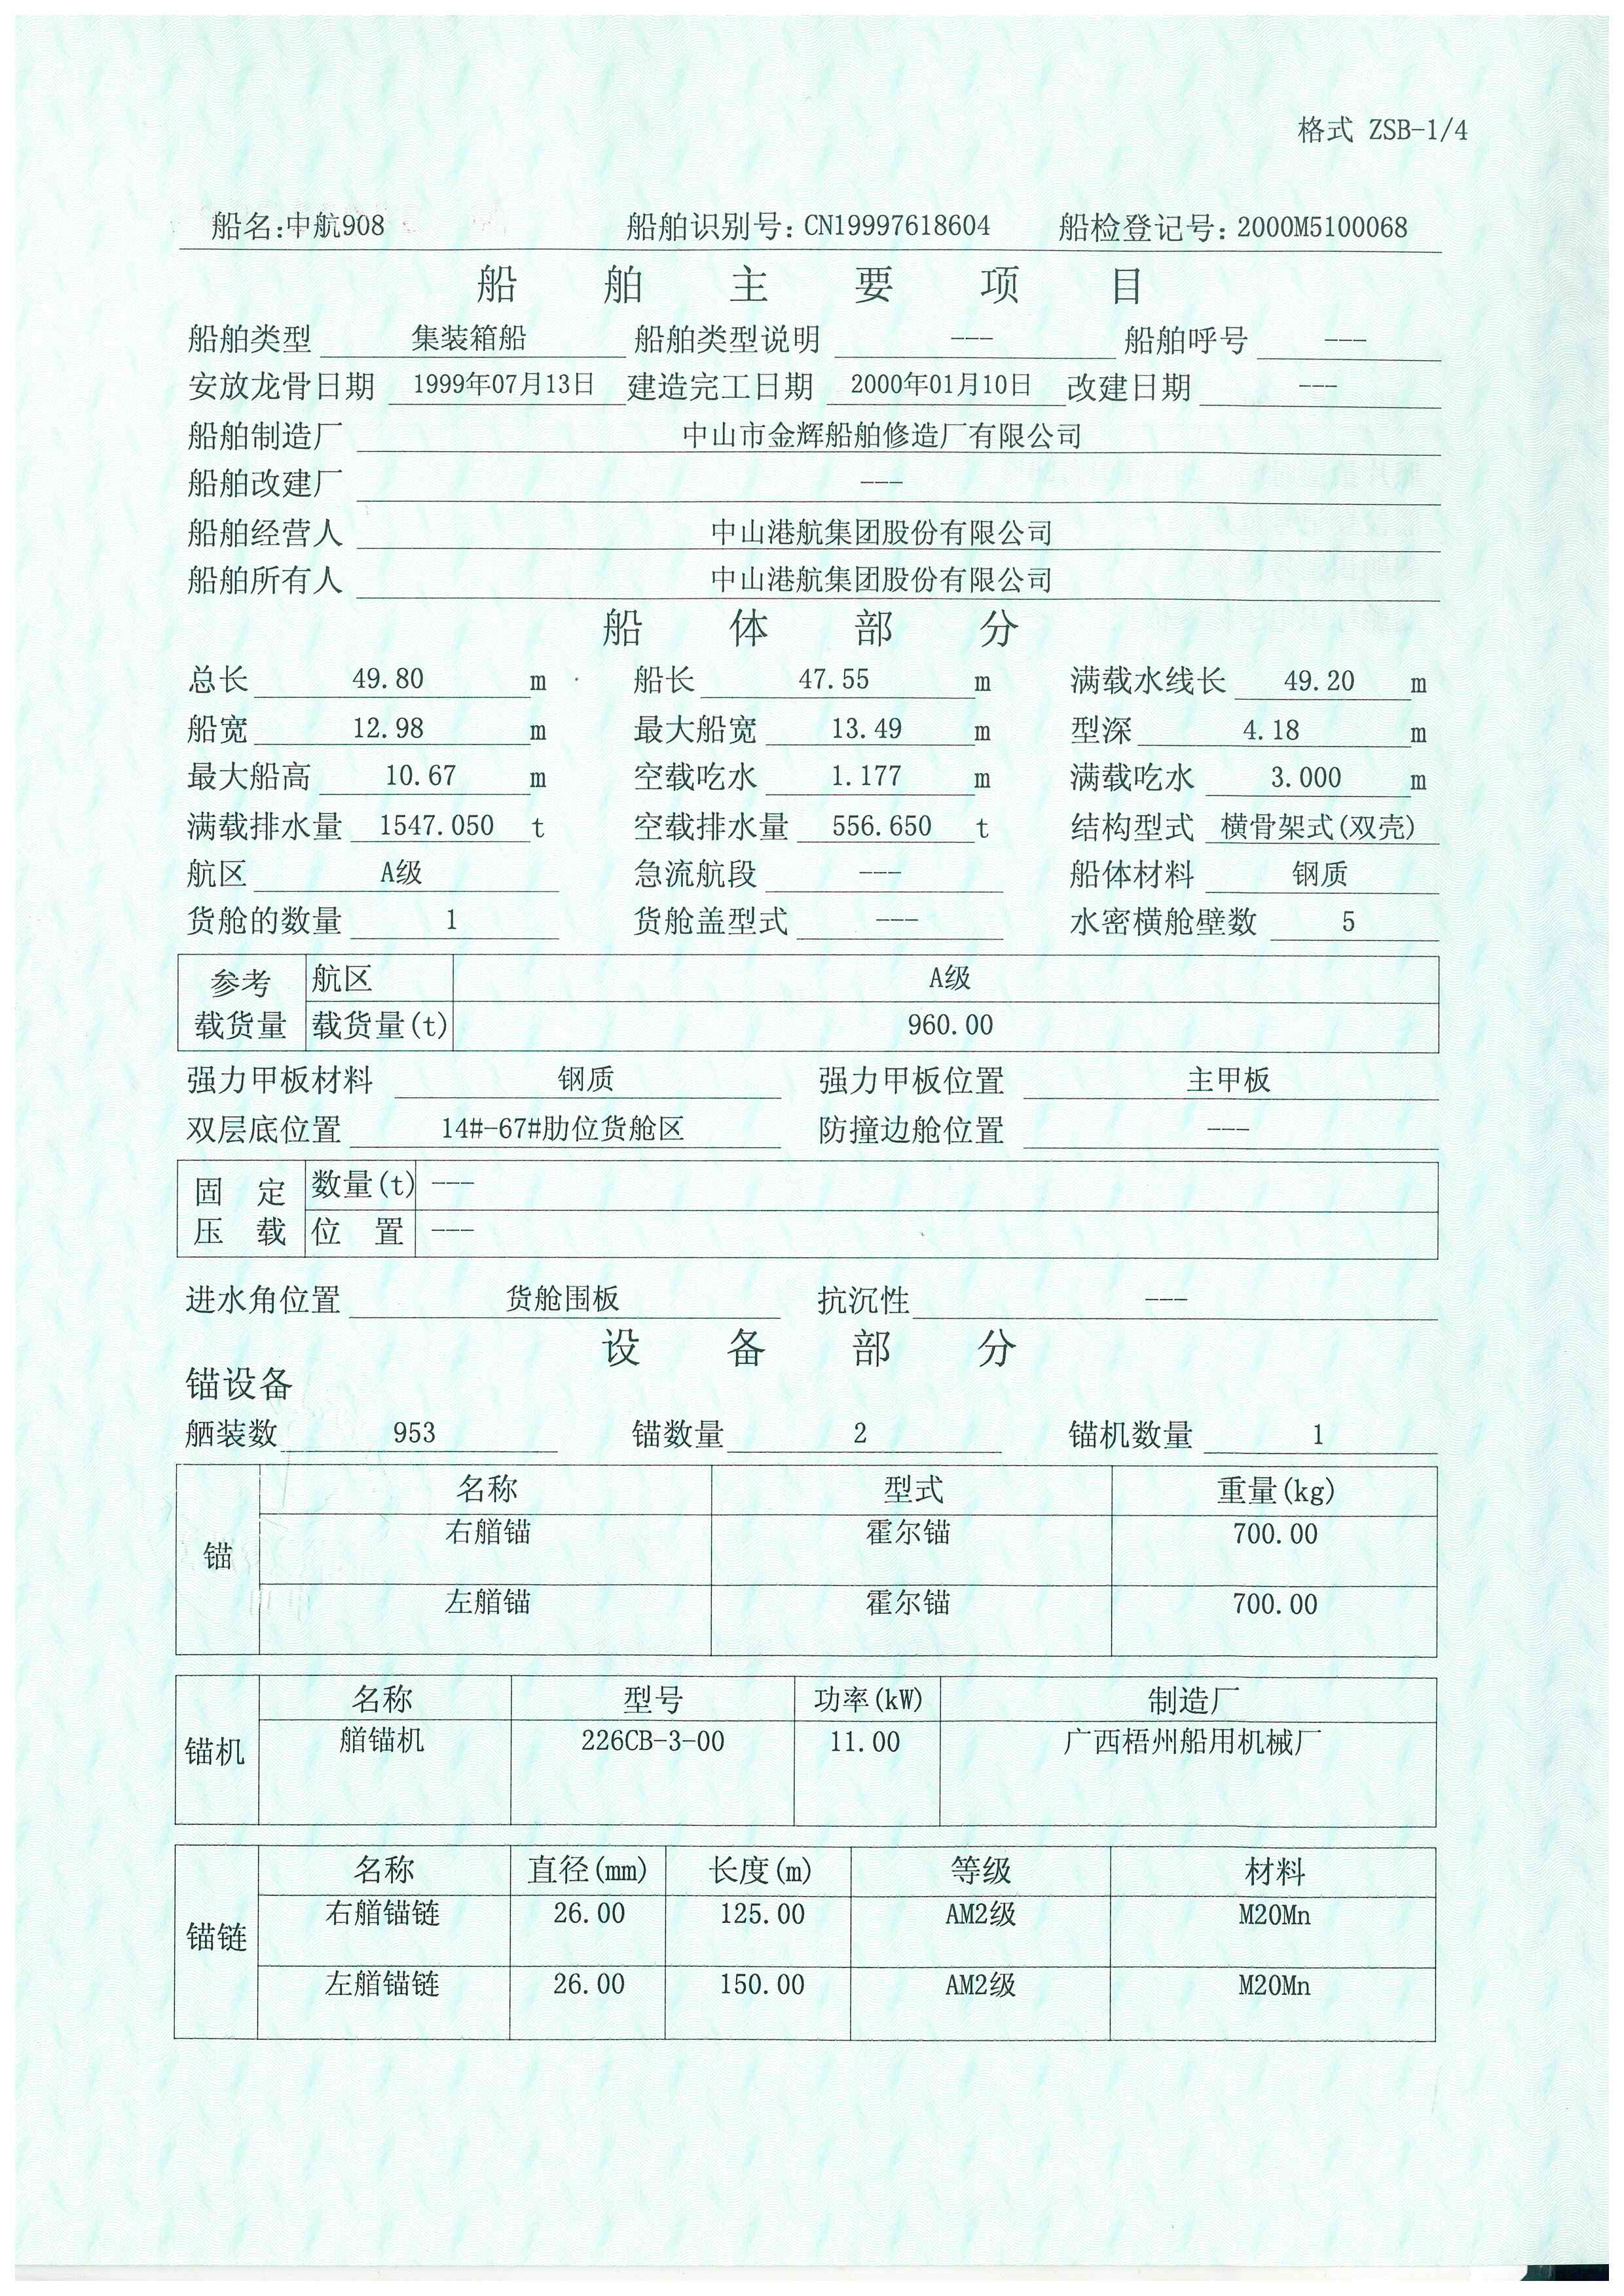 格式 ZSB-1/4
船名:中航908 船舶识别号: CN19997618604 船检登记号: 2000M5100068
船舶主要项目
船舶类型 集装箱船 船舶类型说明 --- 船舶呼号 ---
安放龙骨日期 1999年07月13日 建造完工日期 2000年01月10日 改建日期 ---
船舶制造厂 中山市金辉船舶修造厂有限公司
船舶改建厂 ---
船舶经营人 中山港航集团股份有限公司
船舶所有人 中山港航集团股份有限公司
船体部分
总长 49.80 m 船长 47.55 m 满载水线长 49.20 m
船宽 12.98 m 最大船宽 13.49 m 型深 4.18 m
最大船高 10.67 m 空载吃水 1.177 m 满载吃水 3.000 m
满载排水量 1547.050 t 空载排水量 556.650 t 结构型式 横骨架式(双壳)
航区 A级 急流航段 --- 船体材料 钢质
货舱的数量 1 货舱盖型式 --- 水密横舱壁数 5
参考 航区 A级
载货量 载货量(t) 960.00
强力甲板材料 钢质 强力甲板位置 主甲板
双层底位置 14#-67#肋位货舱区 防撞边舱位置 ---
固定 数量(t) ---
压载 位置 ---
进水角位置 货舱围板 抗沉性 ---
设备部分
锚设备
舾装数 953 锚数量 2 锚机数量 1
名称 型式 重量(kg)
右艏锚 霍尔锚 700.00
锚
左艏锚 霍尔锚 700.00
名称 型号 功率(kW) 制造厂
艏锚机 226CB-3-00 11.00 广西梧州船用机械厂
锚机
名称 直径(mm) 长度(m) 等级 材料
右艏锚链 26.00 125.00 AM2级 M20Mn
锚链
左艏锚链 26.00 150.00 AM2级 M20Mn